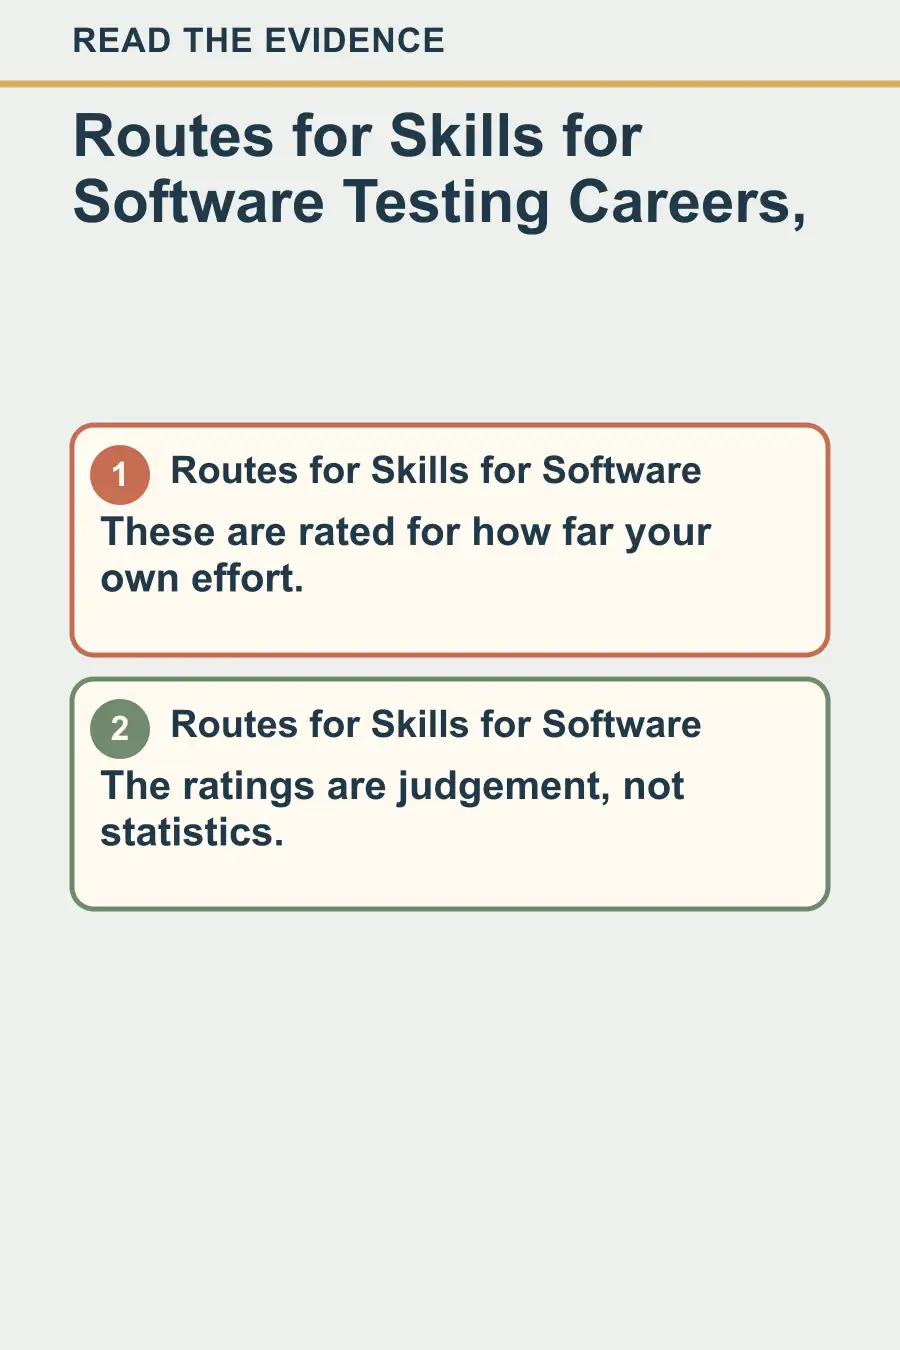 READ THE EVIDENCE
Routes for Skills for
Software Testing Careers,
1
Routes for Skills for Software
These are rated for how far your
own effort.
2
Routes for Skills for Software
The ratings are judgement, not
statistics.